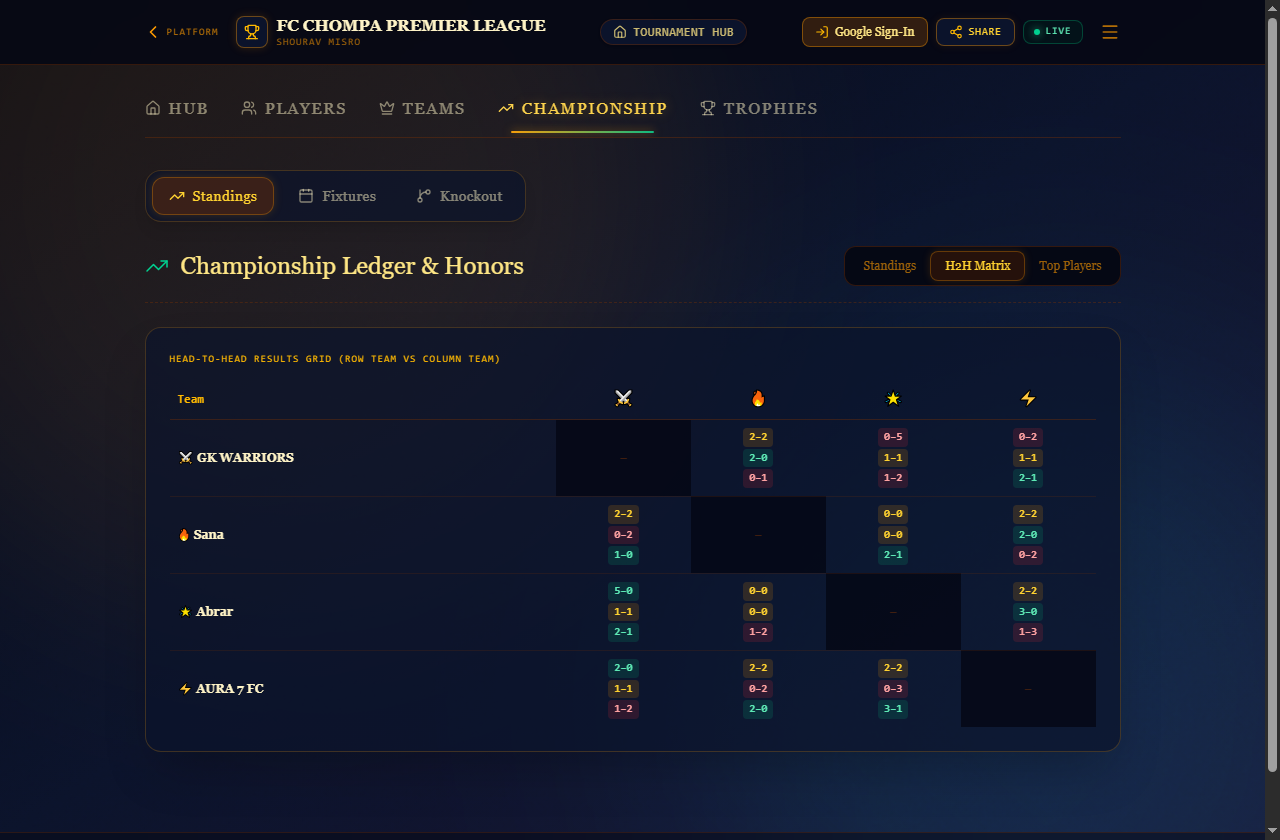 PLATFORM
FC CHOMPA PREMIER LEAGUE
SHOURAV MISRO
TOURNAMENT HUB
Google Sign-In
SHARE
LIVE
HUB
PLAYERS
TEAMS
CHAMPIONSHIP
TROPHIES
Standings
Fixtures
Knockout
Championship Ledger & Honors
Standings
H2H Matrix
Top Players
HEAD-TO-HEAD RESULTS GRID (ROW TEAM VS COLUMN TEAM)
Team
GK WARRIORS
—
2–2
2–0
0–1
0–5
1–1
1–2
0–2
1–1
2–1
Sana
2–2
0–2
1–0
—
0–0
0–0
2–1
2–2
2–0
0–2
Abrar
5–0
1–1
2–1
0–0
0–0
1–2
—
2–2
3–0
1–3
AURA 7 FC
2–0
1–1
1–2
2–2
0–2
2–0
2–2
0–3
3–1
—